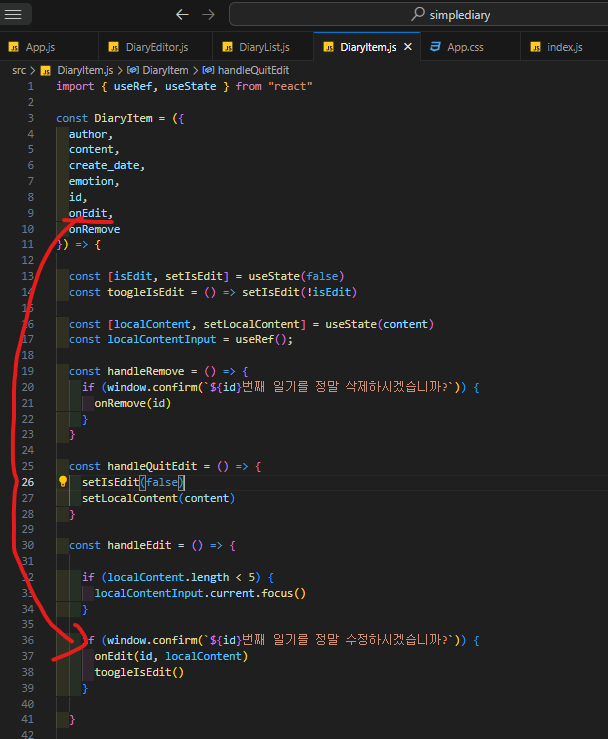 simplediary
JS App.js JS DiaryEditor.js JS DiaryList.js JS DiaryItem.js App.css JS index.js
src > JS DiaryItem.js > DiaryItem > handleQuitEdit
1 import { useRef, useState } from "react"
2
3 const DiaryItem = ({
4 author,
5 content,
6 create_date,
7 emotion,
8 id,
9 onEdit,
10 onRemove
11 }) => {
12
13 const [isEdit, setIsEdit] = useState(false)
14 const toogleIsEdit = () => setIsEdit(!isEdit)
15
16 const [localContent, setLocalContent] = useState(content)
17 const localContentInput = useRef();
18
19 const handleRemove = () => {
20 if (window.confirm(`${id}번째 일기를 정말 삭제하시겠습니까?`)) {
21 onRemove(id)
22 }
23 }
24
25 const handleQuitEdit = () => {
26 setIsEdit(false)
27 setLocalContent(content)
28 }
29
30 const handleEdit = () => {
31
32 if (localContent.length < 5) {
33 localContentInput.current.focus()
34 }
35
36 if (window.confirm(`${id}번째 일기를 정말 수정하시겠습니까?`)) {
37 onEdit(id, localContent)
38 toogleIsEdit()
39 }
40
41 }
42